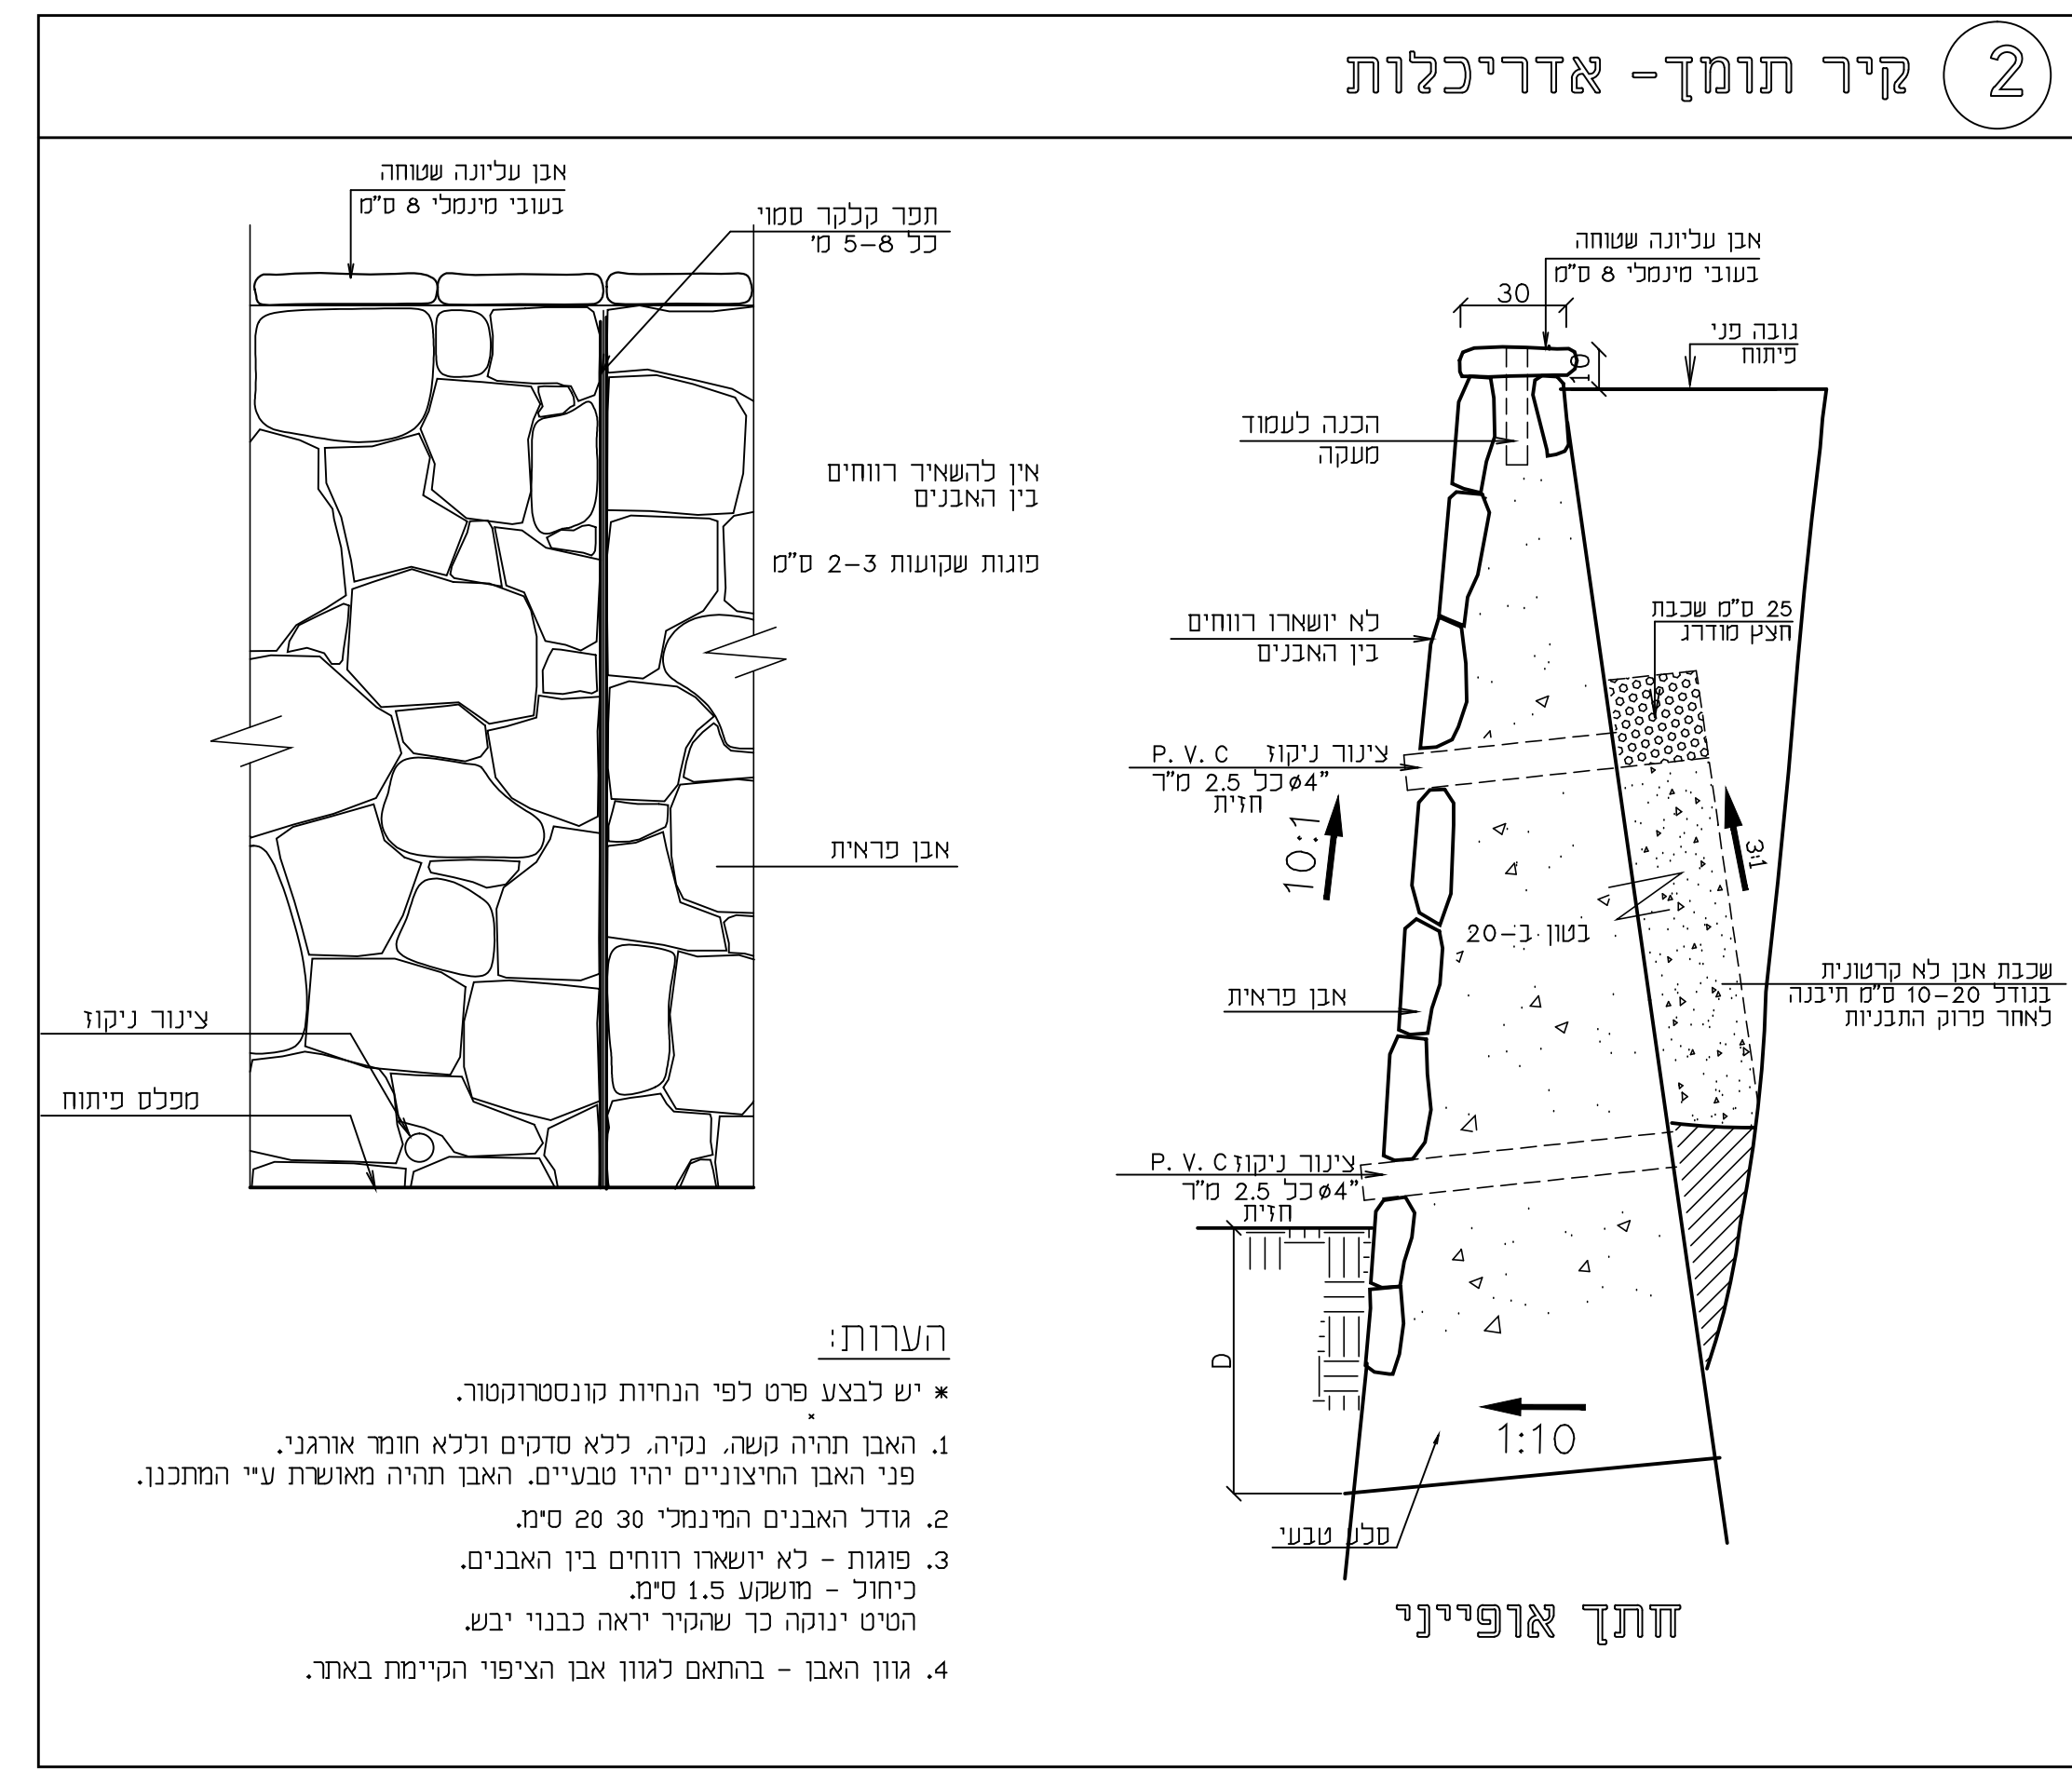 2
קיר תומך- אדריכלות
אבן עליונה שטוחה
בעובי מינמלי 8 ס"מ
תפר קלקר סמוי
כל 5-8 מ'
אין להשאיר רווחים
בין האבנים
פוגות שקועות 2-3 ס"מ
אבן פראית
צינור ניקוז
מפלס פיתוח
אבן עליונה שטוחה
בעובי מינמלי 8 ס"מ
30
10
גובה פני
פיתוח
הכנה לעמוד
מעקה
25 ס"מ שכבת
חצץ מודרג
לא יושארו רווחים
בין האבנים
צינור ניקוז P.V.C
ø4" כל 2.5 מ"ר
חזית
10:1
3:1
בטון ב-20
אבן פראית
שכבת אבן לא קרטונית
בגודל 10-20 ס"מ תיבנה
לאחר פרוק התבניות
צינור ניקוז P.V.C
ø4" כל 2.5 מ"ר
חזית
D
1:10
סלע טבעי
חתך אופייני
הערות:
* יש לבצע פרט לפי הנחיות קונסטרוקטור.
1. האבן תהיה קשה, נקיה, ללא סדקים וללא חומר אורגני.
פני האבן החיצוניים יהיו טבעיים. האבן תהיה מאושרת ע"י המתכנן.
2. גודל האבנים המינמלי 30 20 ס"מ.
3. פוגות - לא יושארו רווחים בין האבנים.
כיחול - מושקע 1.5 ס"מ.
הטיט ינוקה כך שהקיר יראה כבנוי יבש.
4. גוון האבן - בהתאם לגוון אבן הציפוי הקיימת באתר.